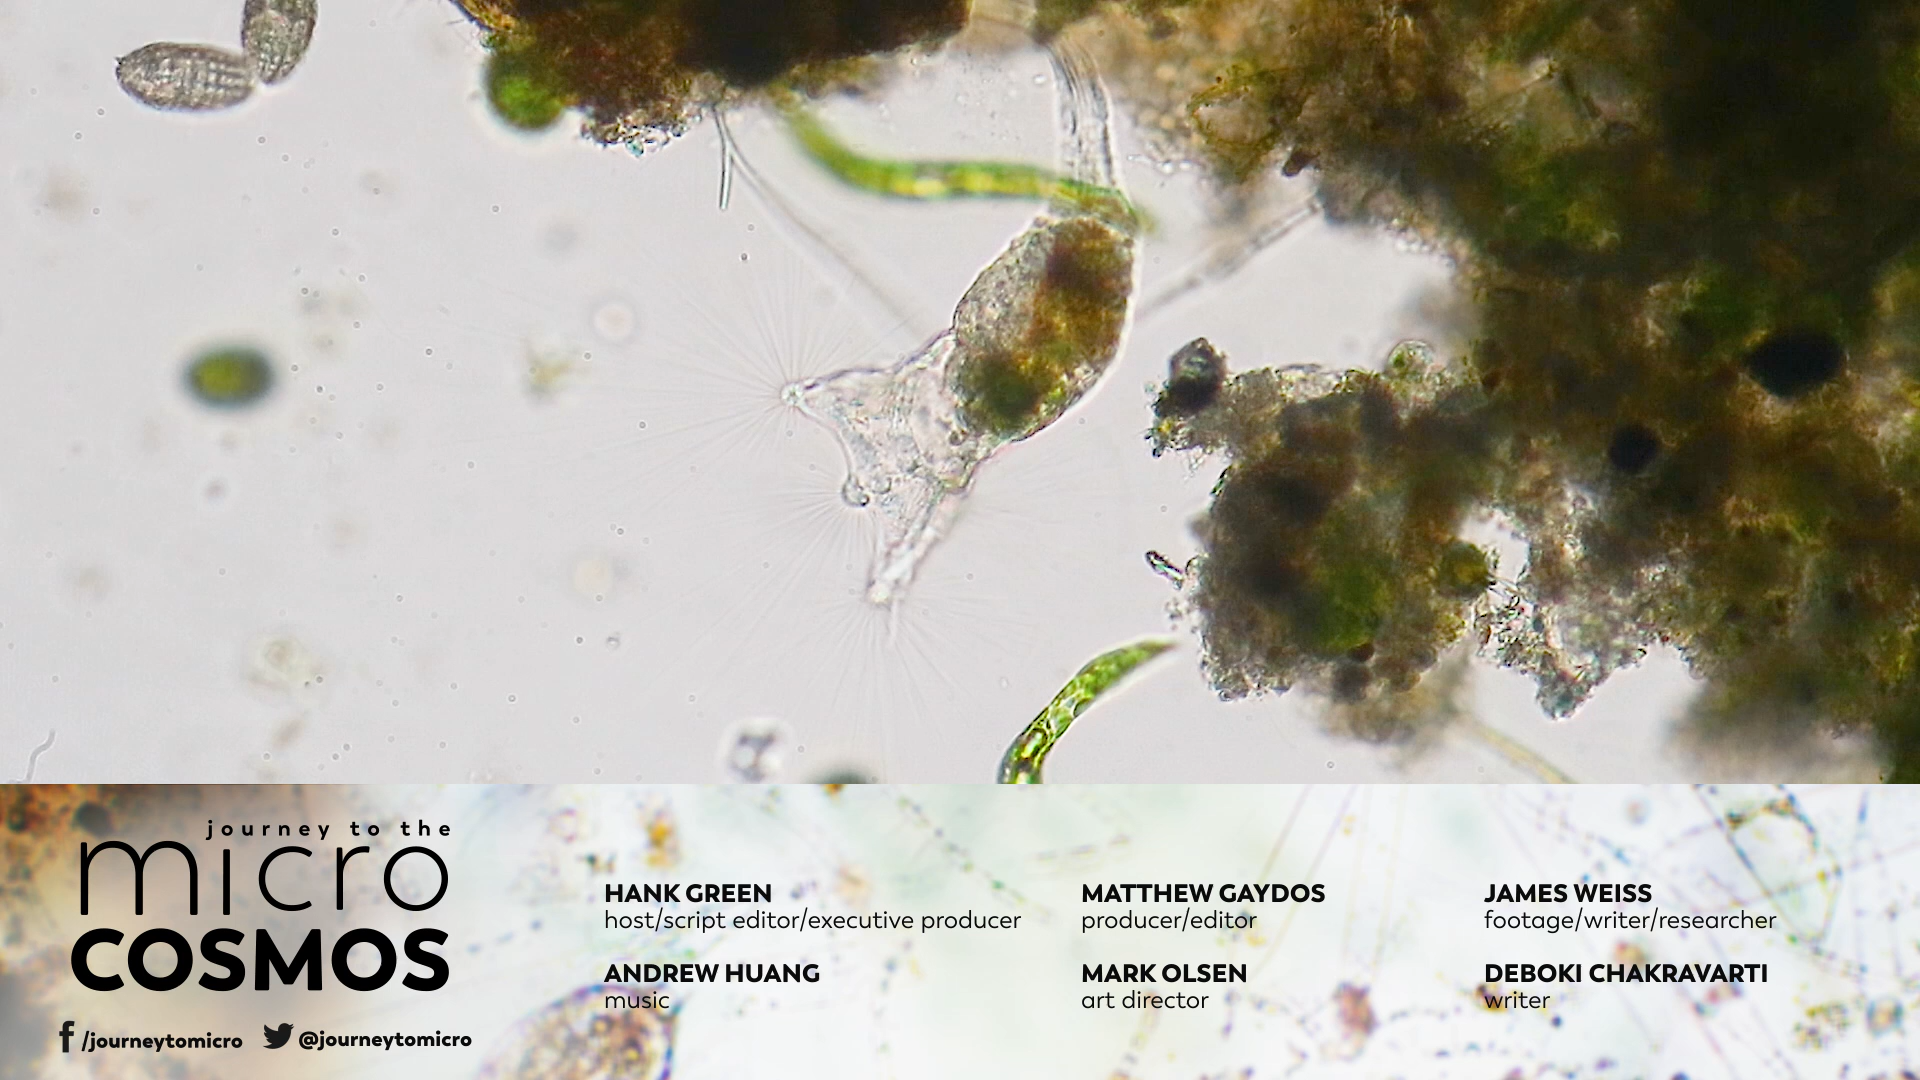 journey to the
micro
COSMOS
/journeytomicro @journeytomicro
HANK GREEN
host/script editor/executive producer
ANDREW HUANG
music
MATTHEW GAYDOS
producer/editor
MARK OLSEN
art director
JAMES WEISS
footage/writer/researcher
DEBOKI CHAKRAVARTI
writer